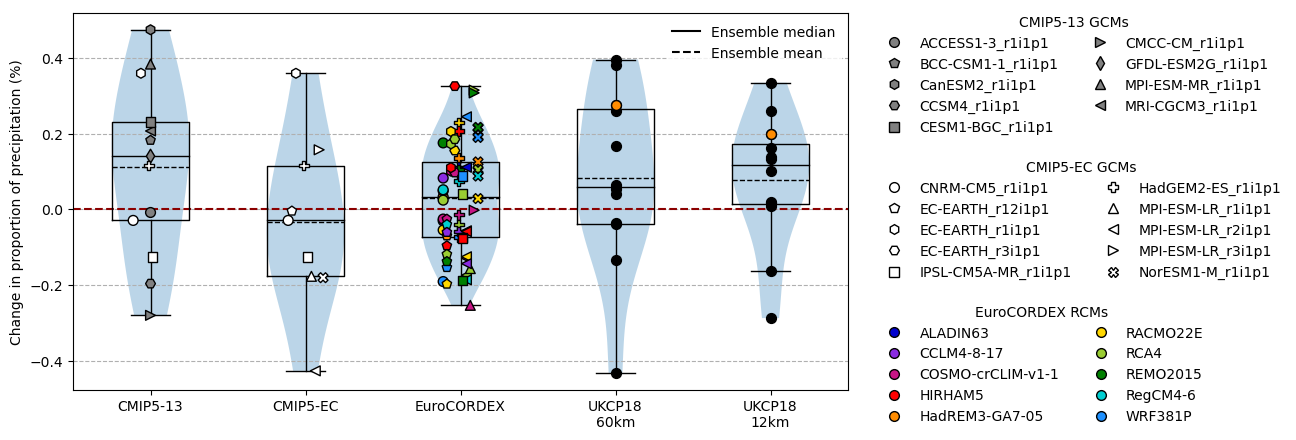 Change in proportion of precipitation (%)
0.4
0.2
0.0
−0.2
−0.4
Ensemble median
Ensemble mean
CMIP5-13
CMIP5-EC
EuroCORDEX
UKCP18
60km
UKCP18
12km
CMIP5-13 GCMs
ACCESS1-3_r1i1p1
BCC-CSM1-1_r1i1p1
CanESM2_r1i1p1
CCSM4_r1i1p1
CESM1-BGC_r1i1p1
CMCC-CM_r1i1p1
GFDL-ESM2G_r1i1p1
MPI-ESM-MR_r1i1p1
MRI-CGCM3_r1i1p1
CMIP5-EC GCMs
CNRM-CM5_r1i1p1
EC-EARTH_r12i1p1
EC-EARTH_r1i1p1
EC-EARTH_r3i1p1
IPSL-CM5A-MR_r1i1p1
HadGEM2-ES_r1i1p1
MPI-ESM-LR_r1i1p1
MPI-ESM-LR_r2i1p1
MPI-ESM-LR_r3i1p1
NorESM1-M_r1i1p1
EuroCORDEX RCMs
ALADIN63
CCLM4-8-17
COSMO-crCLIM-v1-1
HIRHAM5
HadREM3-GA7-05
RACMO22E
RCA4
REMO2015
RegCM4-6
WRF381P